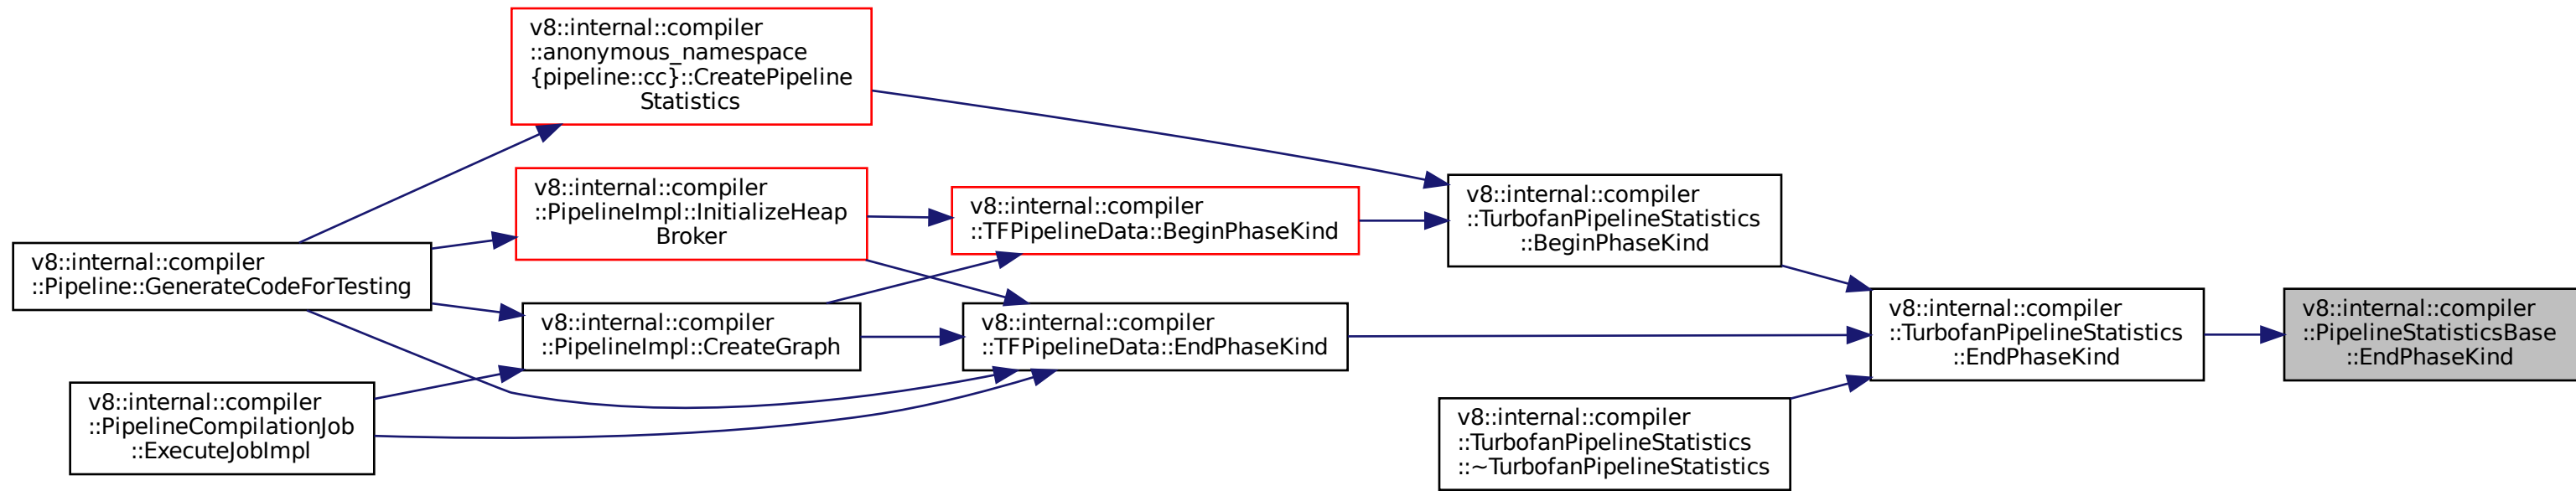 v8::internal::compiler
::anonymous_namespace
{pipeline::cc}::CreatePipeline
Statistics
v8::internal::compiler
::PipelineImpl::InitializeHeap
Broker
v8::internal::compiler
::TFPipelineData::BeginPhaseKind
v8::internal::compiler
::TurbofanPipelineStatistics
::BeginPhaseKind
v8::internal::compiler
::Pipeline::GenerateCodeForTesting
v8::internal::compiler
::PipelineImpl::CreateGraph
v8::internal::compiler
::TFPipelineData::EndPhaseKind
v8::internal::compiler
::TurbofanPipelineStatistics
::EndPhaseKind
v8::internal::compiler
::PipelineStatisticsBase
::EndPhaseKind
v8::internal::compiler
::PipelineCompilationJob
::ExecuteJobImpl
v8::internal::compiler
::TurbofanPipelineStatistics
::~TurbofanPipelineStatistics